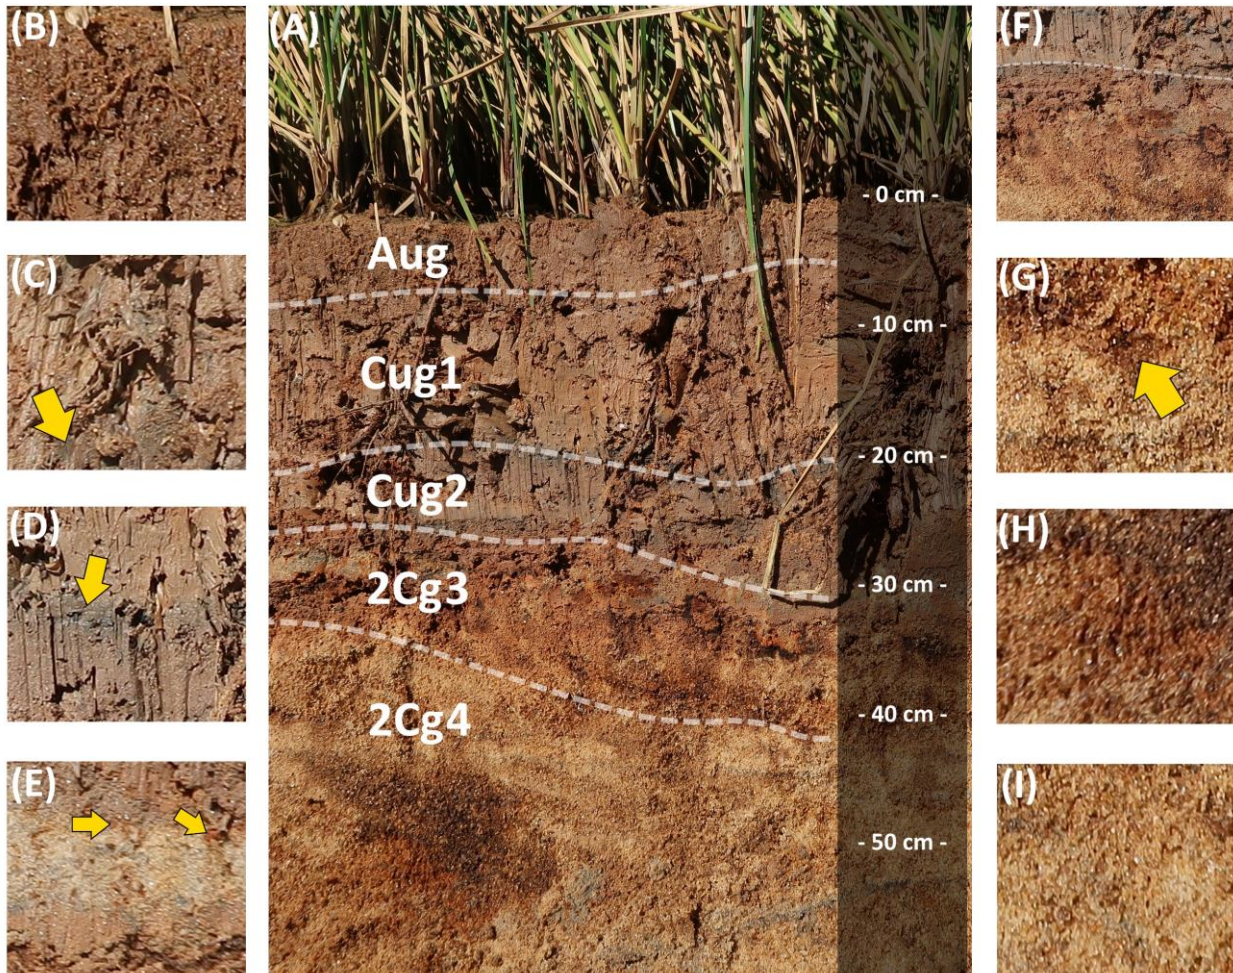 (A)
Aug
Cug1
Cug2
2Cg3
2Cg4
- 0 cm -
- 10 cm -
- 20 cm -
- 30 cm -
- 40 cm -
- 50 cm -
(B)
(C)
(D)
(E)
(F)
(G)
(H)
(I)